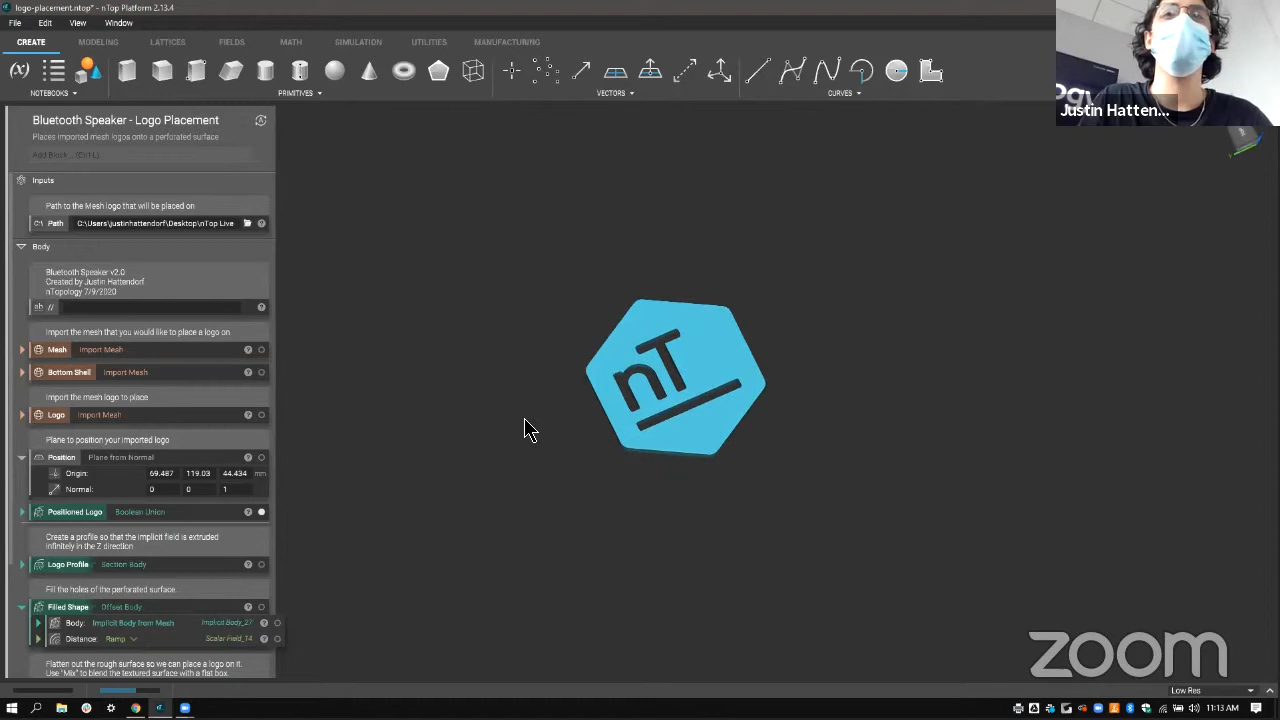 logo-placement.ntop* - nTop Platform 2.13.4
File Edit View Window
CREATE MODELING LATTICES FIELDS MATH SIMULATION UTILITIES MANUFACTURING
(x)
NOTEBOOKS PRIMITIVES VECTORS CURVES
Justin Hatten...
Bluetooth Speaker - Logo Placement
Places imported mesh logos onto a perforated surface
Add Block... (Ctrl L)
Inputs
Path to the Mesh logo that will be placed on
C:\ Path C:\Users\justinhattendorf\Desktop\nTop Live
Body
Bluetooth Speaker v2.0
Created by Justin Hattendorf
nTopology 7/9/2020
ab //
Import the mesh that you would like to place a logo on
Mesh Import Mesh
Bottom Shell Import Mesh
Import the mesh logo to place
Logo Import Mesh
Plane to position your imported logo
Position Plane from Normal
Origin: 69.487 119.03 44.434 mm
Normal: 0 0 1
Positioned Logo Boolean Union
Create a profile so that the implicit field is extruded
infinitely in the Z direction
Logo Profile Section Body
Fill the holes of the perforated surface.
Filled Shape Offset Body
Body: Implicit Body from Mesh Implicit Body_27
Distance: Ramp Scalar Field_14
Flatten out the rough surface so we can place a logo on it.
Use "Mix" to blend the textured surface with a flat box.
nT
zoom
Low Res
11:13 AM